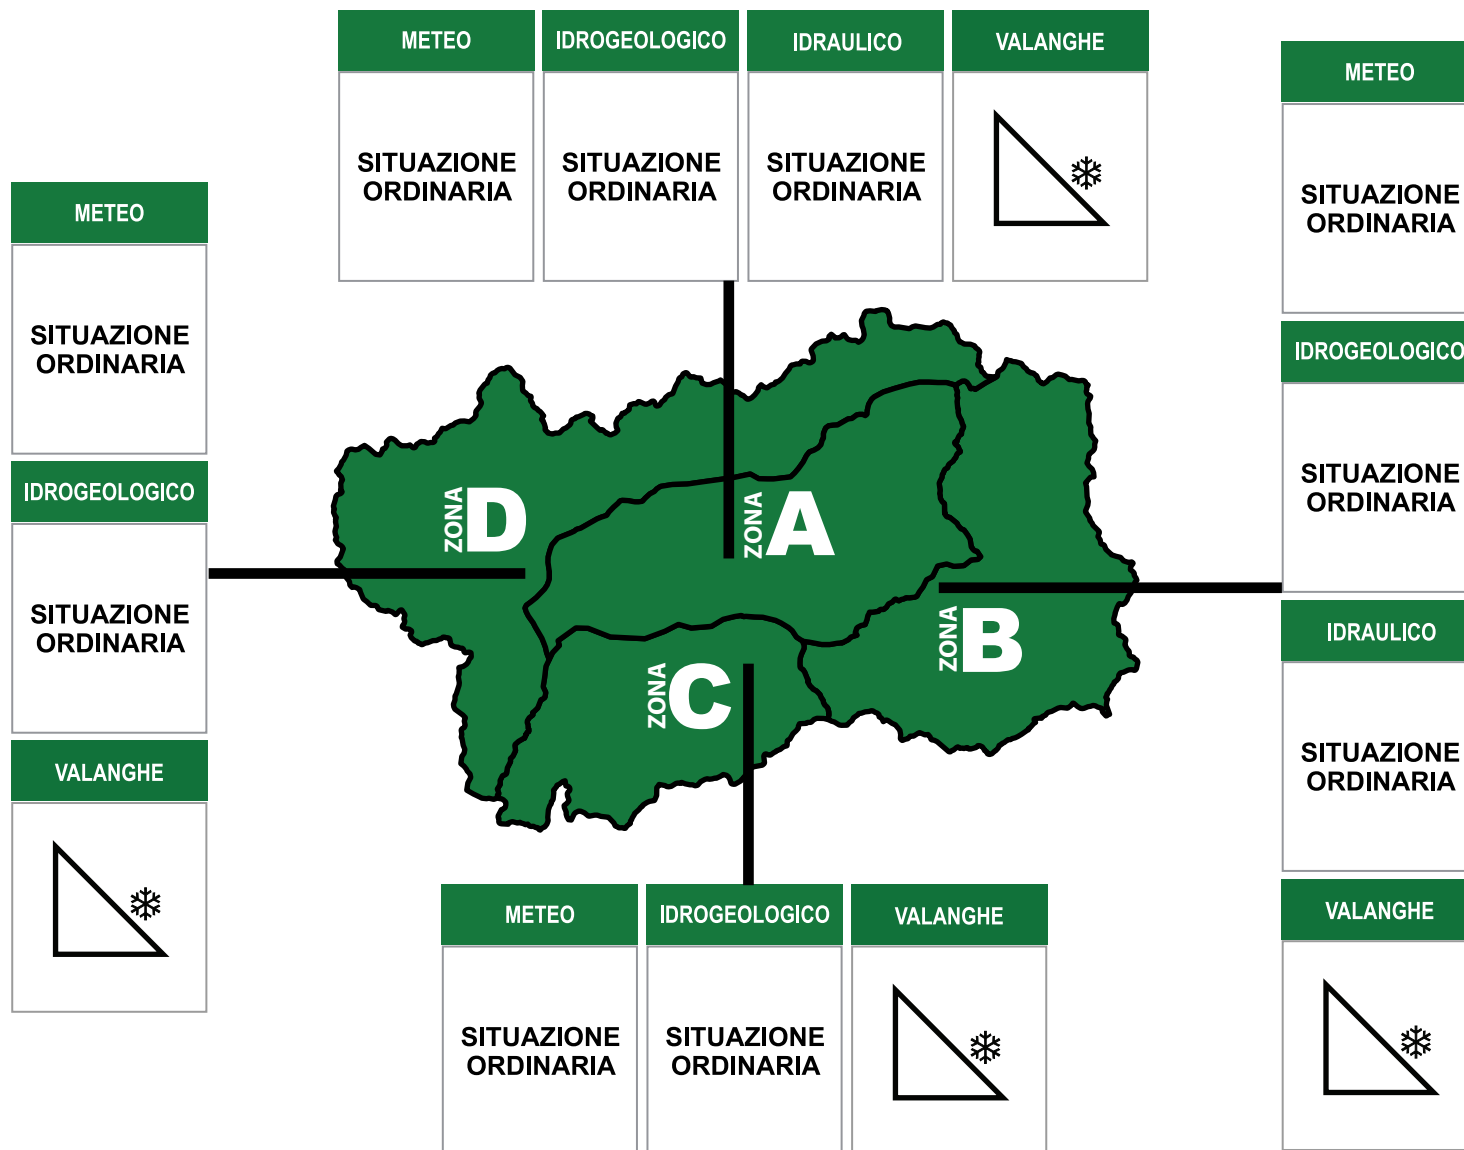 METEO
IDROGEOLOGICO
IDRAULICO
VALANGHE
SITUAZIONE
ORDINARIA
SITUAZIONE
ORDINARIA
SITUAZIONE
ORDINARIA
METEO
SITUAZIONE
ORDINARIA
IDROGEOLOGICO
SITUAZIONE
ORDINARIA
VALANGHE
METEO
SITUAZIONE
ORDINARIA
IDROGEOLOGICO
SITUAZIONE
ORDINARIA
IDRAULICO
SITUAZIONE
ORDINARIA
VALANGHE
ZONA D
ZONA A
ZONA B
ZONA C
METEO
IDROGEOLOGICO
VALANGHE
SITUAZIONE
ORDINARIA
SITUAZIONE
ORDINARIA